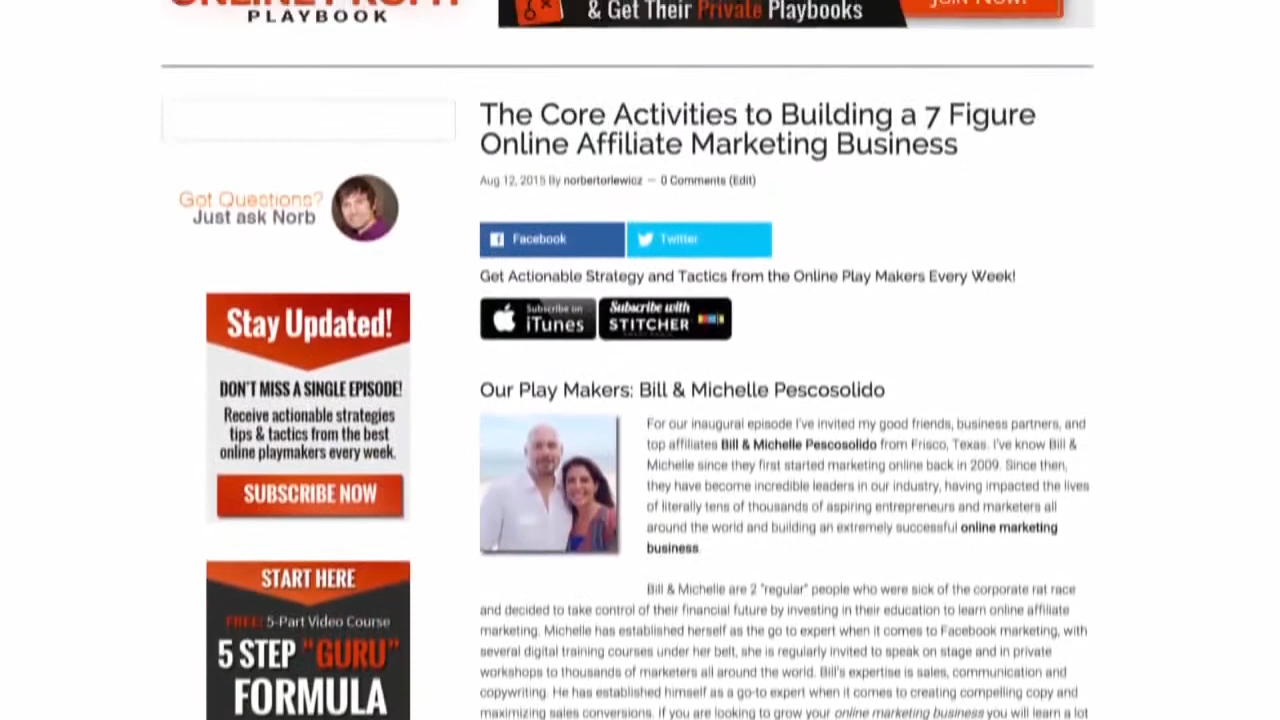 ONLINE PROFIT
PLAYBOOK
& Get Their Private Playbooks
JOIN NOW!
The Core Activities to Building a 7 Figure
Online Affiliate Marketing Business
Aug 12, 2015 By norbertorlewicz — 0 Comments (Edit)
Got Questions?
Just ask Norb
Facebook
Twitter
Get Actionable Strategy and Tactics from the Online Play Makers Every Week!
Subscribe on
iTunes
Subscribe with
STITCHER
Stay Updated!
DON'T MISS A SINGLE EPISODE!
Receive actionable strategies
tips & tactics from the best
online playmakers every week.
SUBSCRIBE NOW
START HERE
FREE: 5-Part Video Course
5 STEP "GURU"
FORMULA
Our Play Makers: Bill & Michelle Pescosolido
For our inaugural episode I've invited my good friends, business partners, and
top affiliates Bill & Michelle Pescosolido from Frisco, Texas. I've know Bill &
Michelle since they first started marketing online back in 2009. Since then,
they have become incredible leaders in our industry, having impacted the lives
of literally tens of thousands of aspiring entrepreneurs and marketers all
around the world and building an extremely successful online marketing
business.
Bill & Michelle are 2 "regular" people who were sick of the corporate rat race
and decided to take control of their financial future by investing in their education to learn online affiliate
marketing. Michelle has established herself as the go to expert when it comes to Facebook marketing, with
several digital training courses under her belt, she is regularly invited to speak on stage and in private
workshops to thousands of marketers all around the world. Bill's expertise is sales, communication and
copywriting. He has established himself as a go-to expert when it comes to creating compelling copy and
maximizing sales conversions. If you are looking to grow your online marketing business you will learn a lot